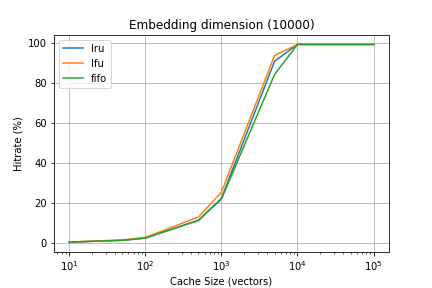 Embedding dimension (10000)
lru
lfu
fifo
100
80
60
40
20
0
Hitrate (%)
10¹
10²
10³
10⁴
10⁵
Cache Size (vectors)